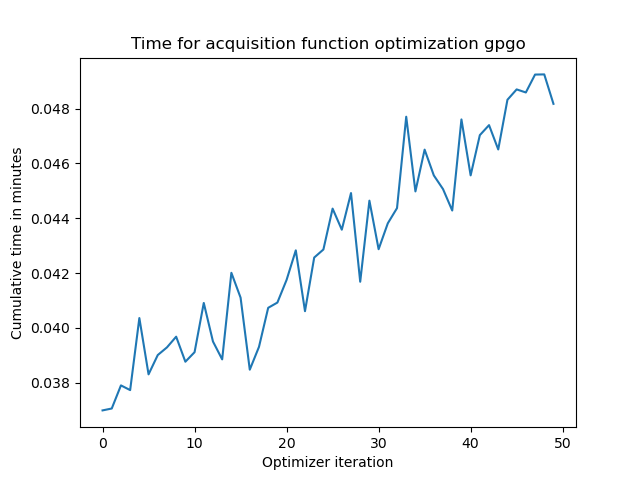 Time for acquisition function optimization gpgo
Cumulative time in minutes
0.048
0.046
0.044
0.042
0.040
0.038
0 10 20 30 40 50
Optimizer iteration